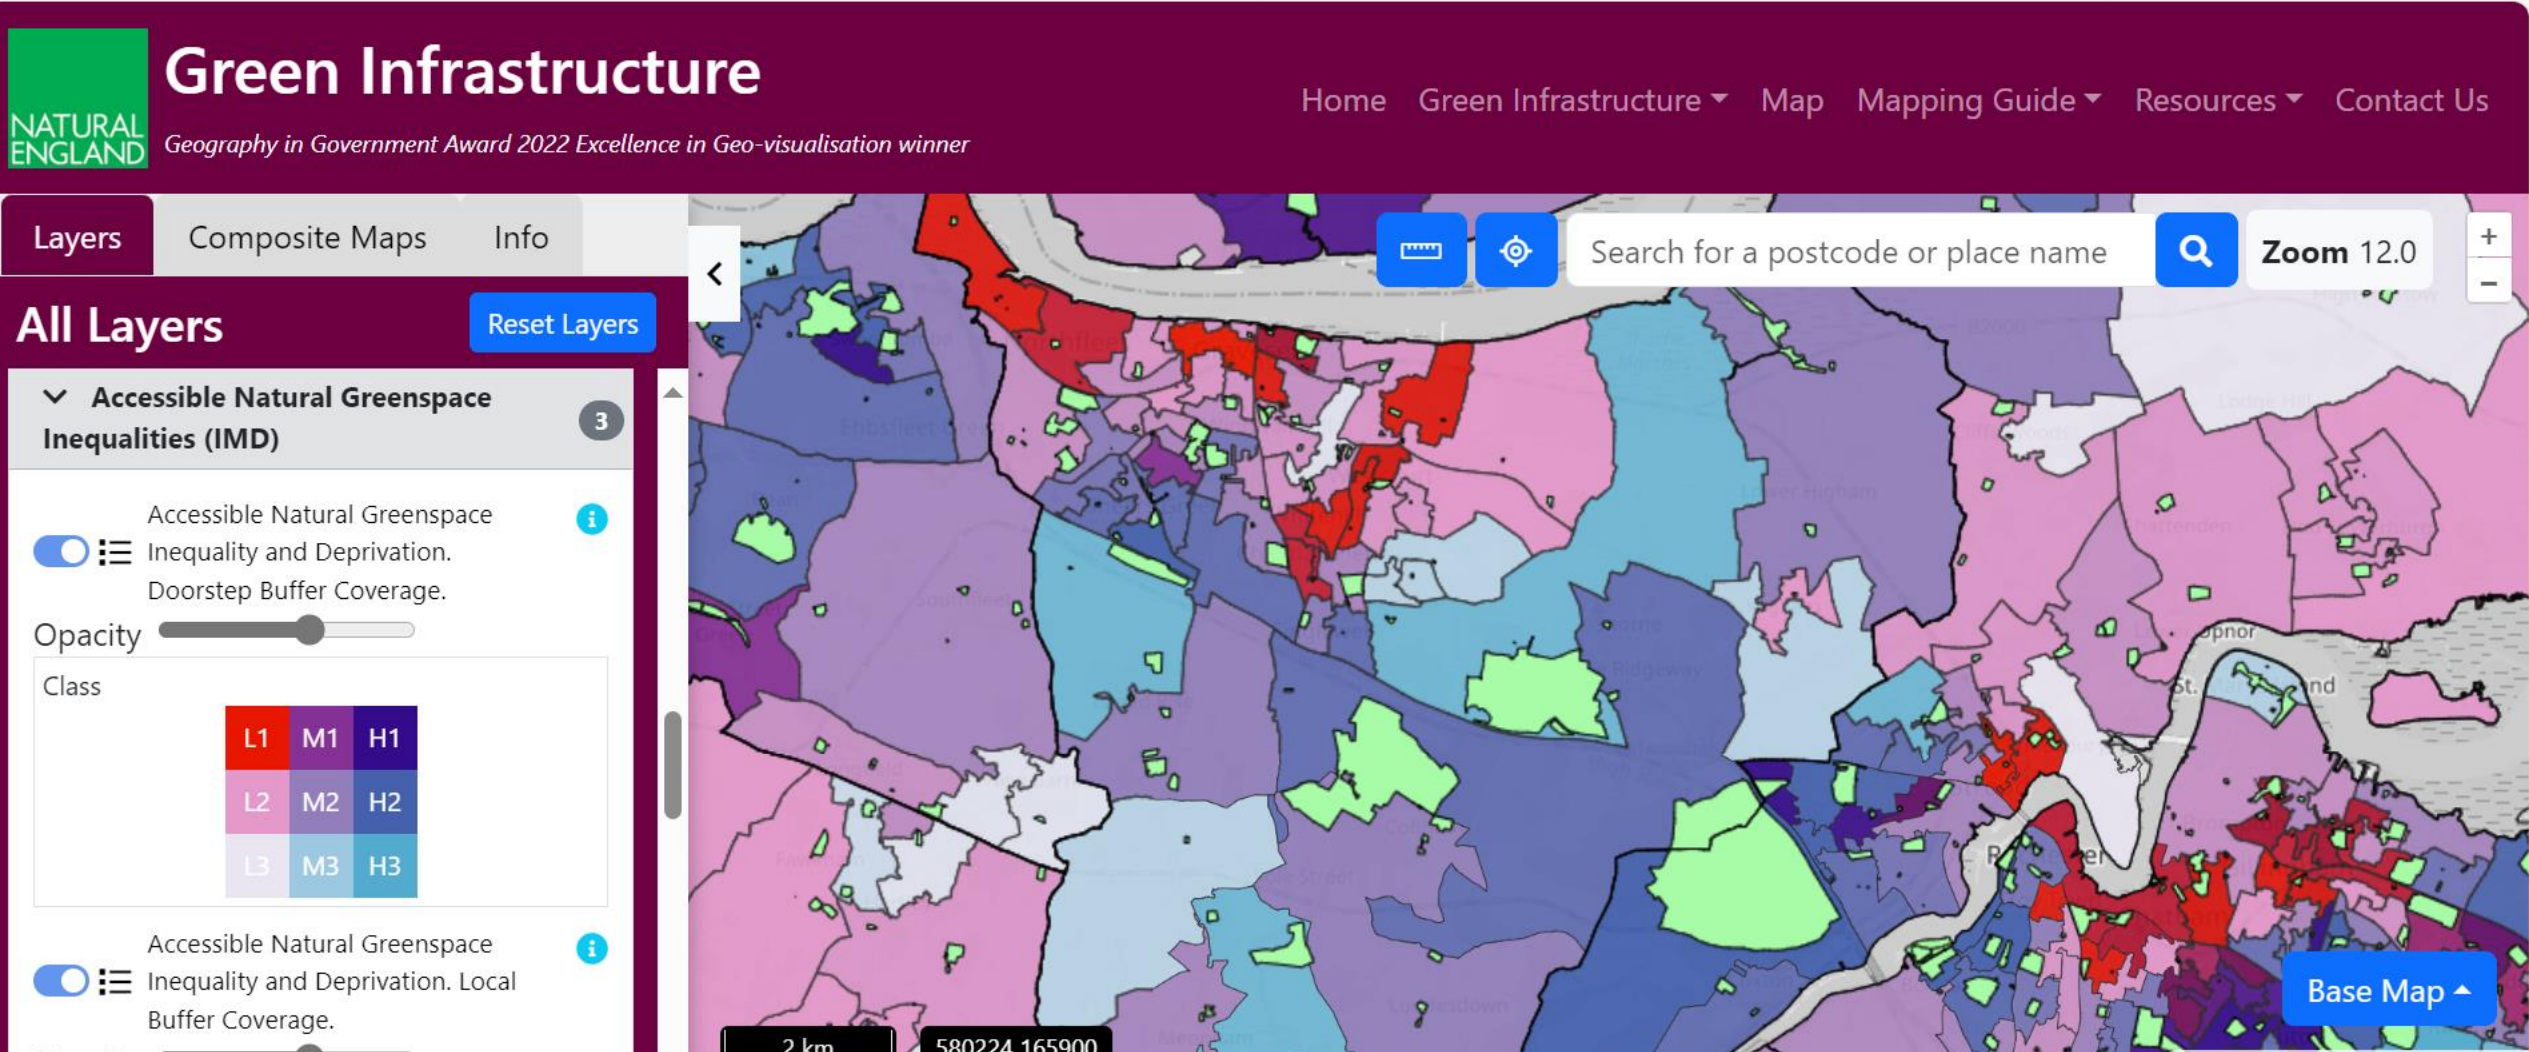 NATURAL
ENGLAND
Green Infrastructure
Geography in Government Award 2022 Excellence in Geo-visualisation winner
Home Green Infrastructure Map Mapping Guide Resources Contact Us
Layers Composite Maps Info
Search for a postcode or place name
Zoom 12.0
+
−
All Layers
Reset Layers
Accessible Natural Greenspace
Inequalities (IMD)
3
Accessible Natural Greenspace
Inequality and Deprivation.
Doorstep Buffer Coverage.
Opacity
Class
L1 M1 H1
L2 M2 H2
L3 M3 H3
Accessible Natural Greenspace
Inequality and Deprivation. Local
Buffer Coverage.
Lower Higham
Southfleet
Ridgeway
Base Map
2 km
580224,165900